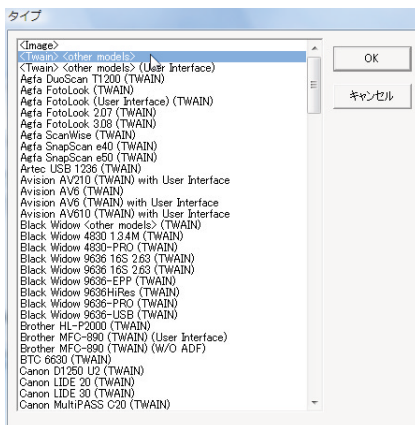 タイプ
<Image>
<Twain> <other models>
<Twain> <other models> (User Interface)
Agfa DuoScan T1200 (TWAIN)
Agfa FotoLook (TWAIN)
Agfa FotoLook (User Interface) (TWAIN)
Agfa FotoLook 2.07 (TWAIN)
Agfa FotoLook 3.08 (TWAIN)
Agfa ScanWise (TWAIN)
Agfa SnapScan e40 (TWAIN)
Agfa SnapScan e50 (TWAIN)
Artec USB 1236 (TWAIN)
Avision AV210 (TWAIN) with User Interface
Avision AV6 (TWAIN)
Avision AV6 (TWAIN) with User Interface
Avision AV610 (TWAIN) with User Interface
Black Widow <other models> (TWAIN)
Black Widow 4830 1.3.4M (TWAIN)
Black Widow 4830-PRO (TWAIN)
Black Widow 9636 16S 2.63 (TWAIN)
Black Widow 9636 16S 2.63 (TWAIN)
Black Widow 9636-EPP (TWAIN)
Black Widow 9636HiRes (TWAIN)
Black Widow 9636-PRO (TWAIN)
Black Widow 9636-USB (TWAIN)
Brother HL-P2000 (TWAIN)
Brother MFC-890 (TWAIN) (User Interface)
Brother MFC-890 (TWAIN) (W/O ADF)
BTC 6630 (TWAIN)
Canon D1250 U2 (TWAIN)
Canon LIDE 20 (TWAIN)
Canon LIDE 30 (TWAIN)
Canon MultiPASS C20 (TWAIN)
OK
キャンセル